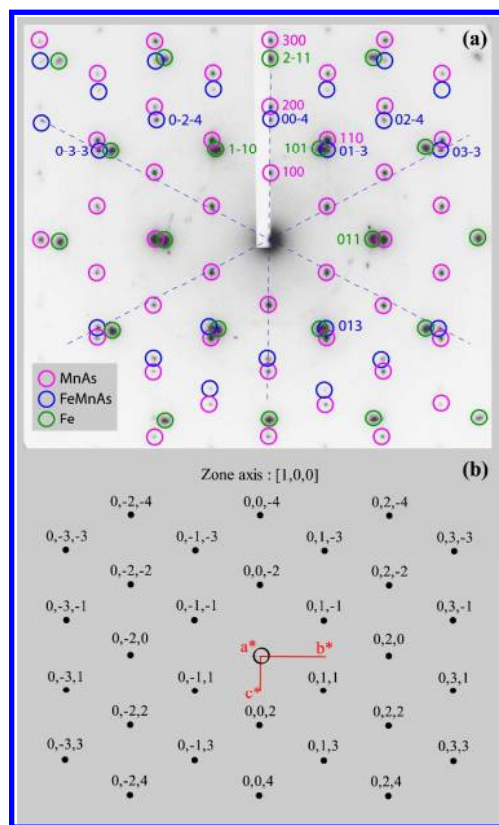 (a)
300
2-11
200
0-2-4 00-4 02-4
110
0-3-3 1-10 101 01-3 03-3
100
011
013
MnAs
FeMnAs
Fe
(b)
Zone axis : [1,0,0]
0,-2,-4 0,0,-4 0,2,-4
0,-3,-3 0,-1,-3 0,1,-3 0,3,-3
0,-2,-2 0,0,-2 0,2,-2
0,-3,-1 0,-1,-1 0,1,-1 0,3,-1
0,-2,0 a* b* 0,2,0
0,-3,1 0,-1,1 c* 0,1,1 0,3,1
0,-2,2 0,0,2 0,2,2
0,-3,3 0,-1,3 0,1,3 0,3,3
0,-2,4 0,0,4 0,2,4